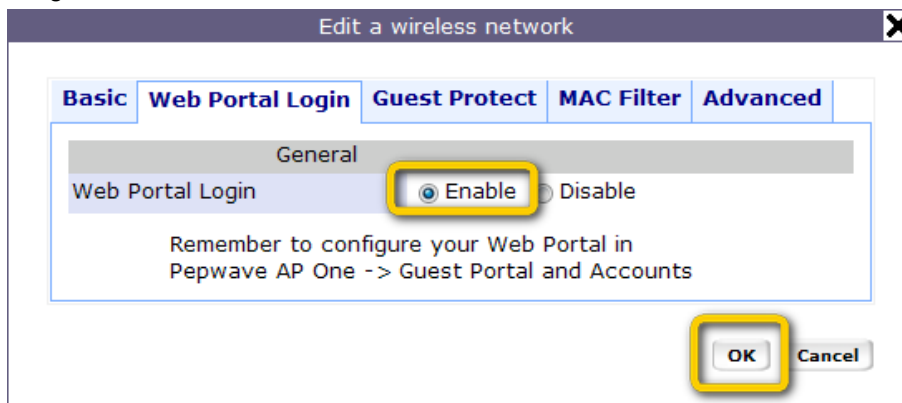 Edit a wireless network
Basic Web Portal Login Guest Protect MAC Filter Advanced
General
Web Portal Login Enable Disable
Remember to configure your Web Portal in
Pepwave AP One -> Guest Portal and Accounts
OK Cancel